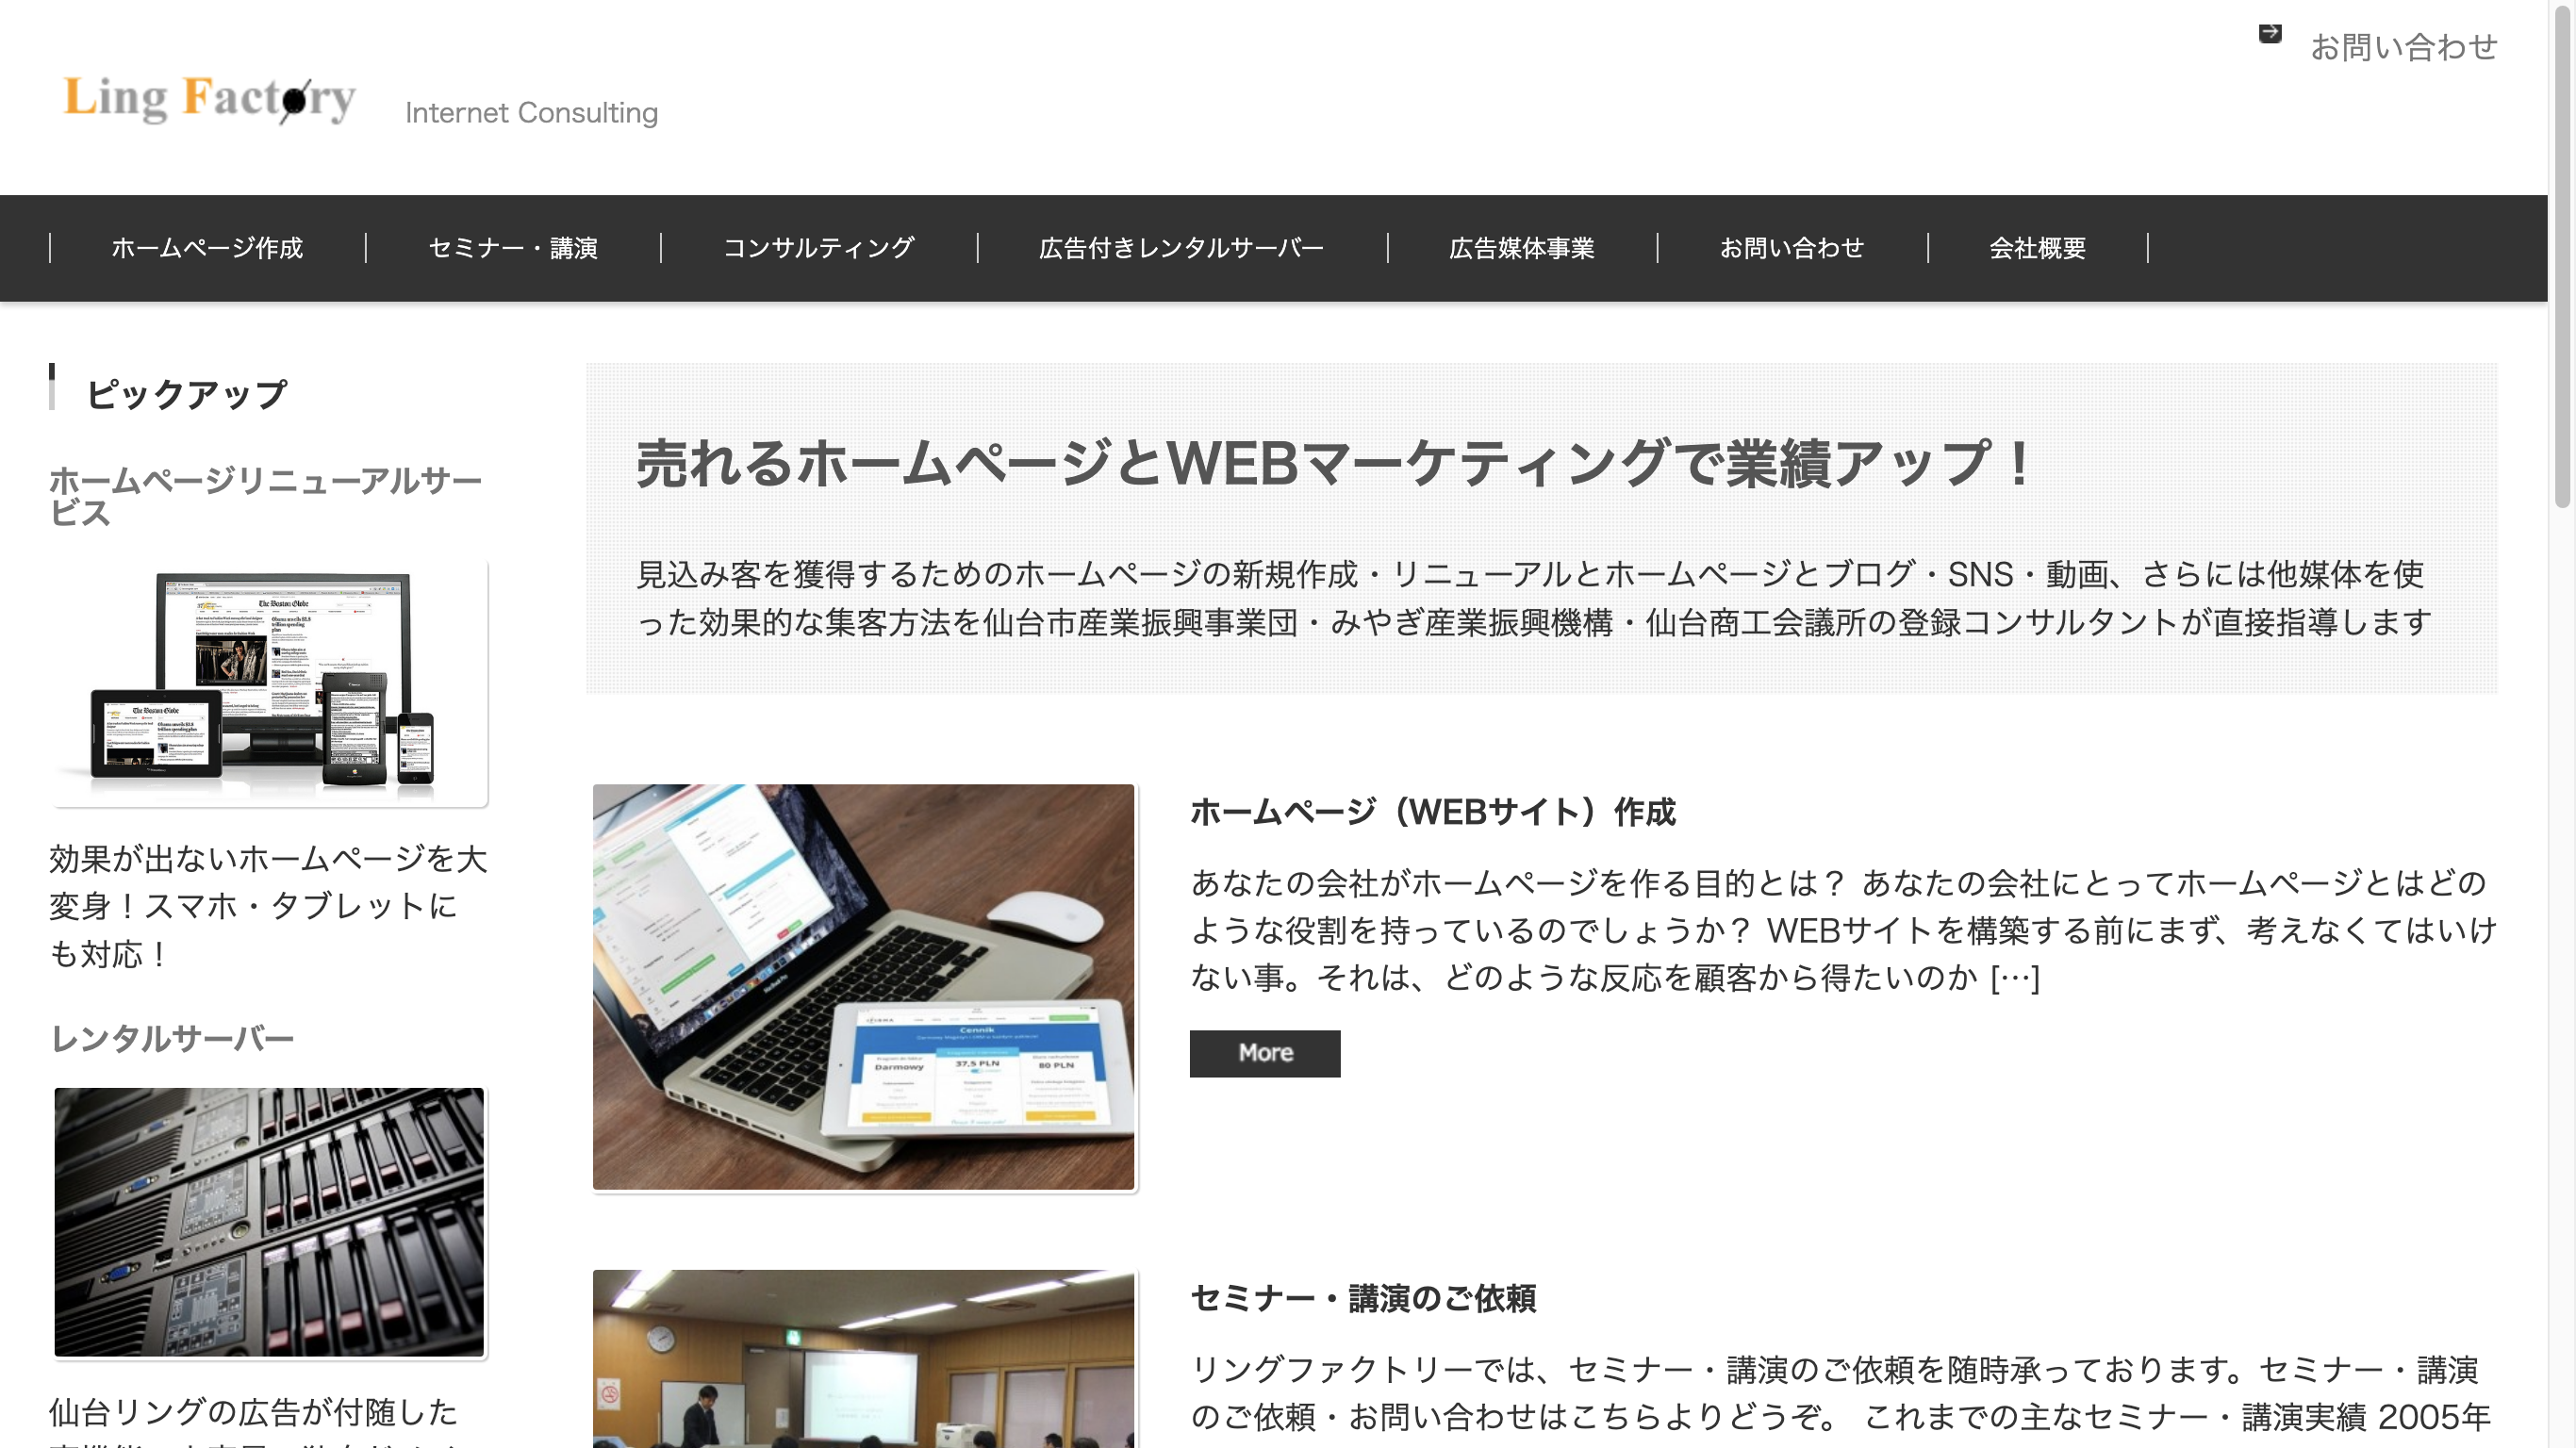 お問い合わせ
Ling Factory
Internet Consulting
ホームページ作成
セミナー・講演
コンサルティング
広告付きレンタルサーバー
広告媒体事業
お問い合わせ
会社概要
ピックアップ
ホームページリニューアルサー
ビス
The Boston Globe
The Boston Globe
効果が出ないホームページを大
変身！スマホ・タブレットに
も対応！
レンタルサーバー
仙台リングの広告が付随した
売れるホームページとWEBマーケティングで業績アップ！
見込み客を獲得するためのホームページの新規作成・リニューアルとホームページとブログ・SNS・動画、さらには他媒体を使
った効果的な集客方法を仙台市産業振興事業団・みやぎ産業振興機構・仙台商工会議所の登録コンサルタントが直接指導します
Cennik
Darmowy
37,5 PLN
80 PLN
ホームページ（WEBサイト）作成
あなたの会社がホームページを作る目的とは？ あなたの会社にとってホームページとはどの
ような役割を持っているのでしょうか？ WEBサイトを構築する前にまず、考えなくてはいけ
ない事。それは、どのような反応を顧客から得たいのか […]
More
セミナー・講演のご依頼
リングファクトリーでは、セミナー・講演のご依頼を随時承っております。セミナー・講演
のご依頼・お問い合わせはこちらよりどうぞ。 これまでの主なセミナー・講演実績 2005年